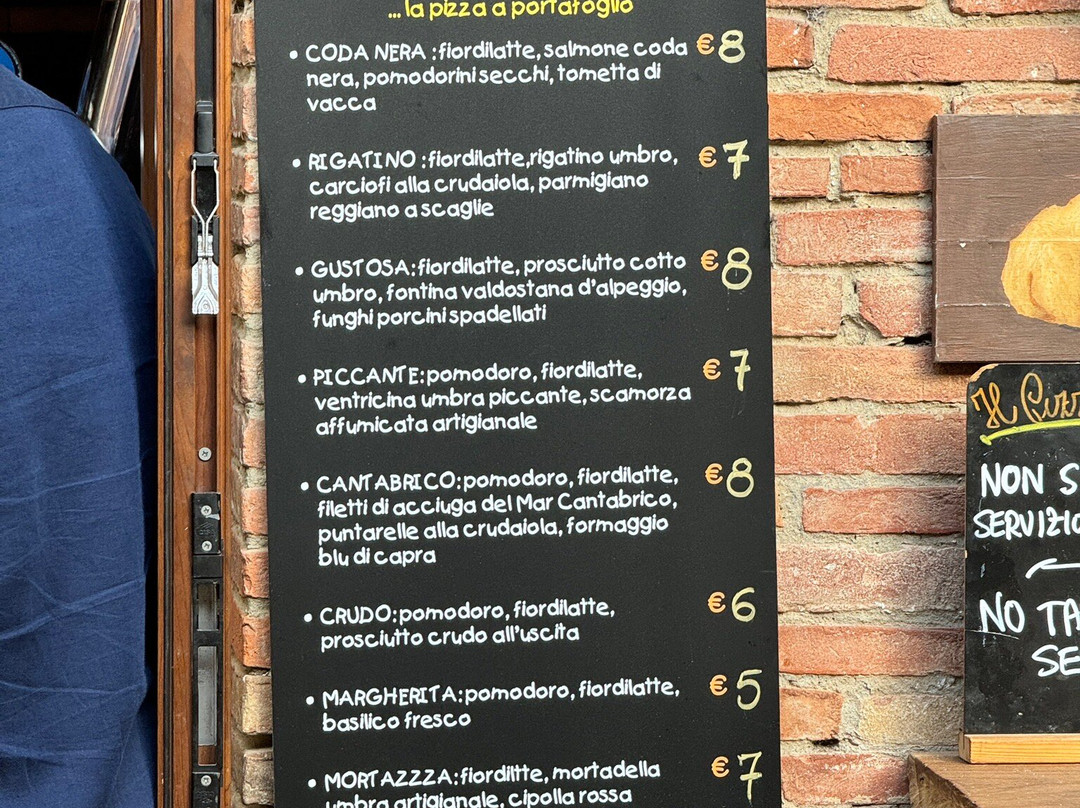 ...la pizza a portafoglio
• CODA NERA :fiordilatte, salmone coda €8
nera, pomodorini secchi, tometta di
vacca
• RIGATINO :fiordilatte,rigatino umbro, €7
carciofi alla crudaiola, parmigiano
reggiano a scaglie
• GUSTOSA:fiordilatte, prosciutto cotto €8
umbro, fontina valdostana d'alpeggio,
funghi porcini spadellati
• PICCANTE:pomodoro, fiordilatte, €7
ventricina umbra piccante, scamorza
affumicata artigianale
• CANTABRICO:pomodoro, fiordilatte, €8
filetti di acciuga del Mar Cantabrico,
puntarelle alla crudaiola, formaggio
blu di capra
• CRUDO:pomodoro, fiordilatte, €6
prosciutto crudo all'uscita
• MARGHERITA:pomodoro, fiordilatte, €5
basilico fresco
• MORTAZZZA:fiordiltte, mortadella €7
umbra artigianale, cipolla rossa
Il
NON S
SERVIZIO
NO TA
SE